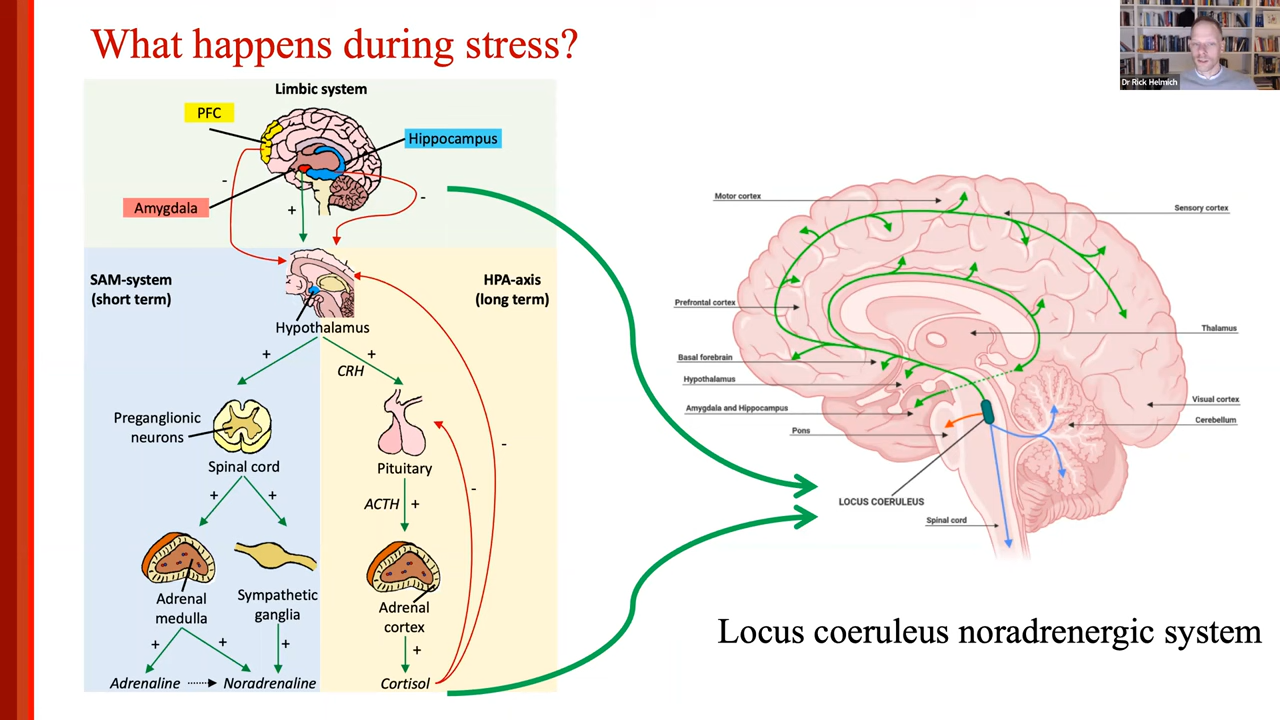 What happens during stress?
Dr Rick Helmich
Limbic system
PFC
Hippocampus
Amygdala
-
+
-
SAM-system
(short term)
HPA-axis
(long term)
Hypothalamus
+
+
CRH
Preganglionic
neurons
Spinal cord
Pituitary
-
-
+
+
ACTH +
Adrenal
medulla
Sympathetic
ganglia
Adrenal
cortex
+
+
+
+
Adrenaline
Noradrenaline
Cortisol
Motor cortex
Sensory cortex
Prefrontal cortex
Thalamus
Basal forebrain
Hypothalamus
Amygdala and Hippocampus
Pons
Visual cortex
Cerebellum
LOCUS COERULEUS
Spinal cord
Locus coeruleus noradrenergic system